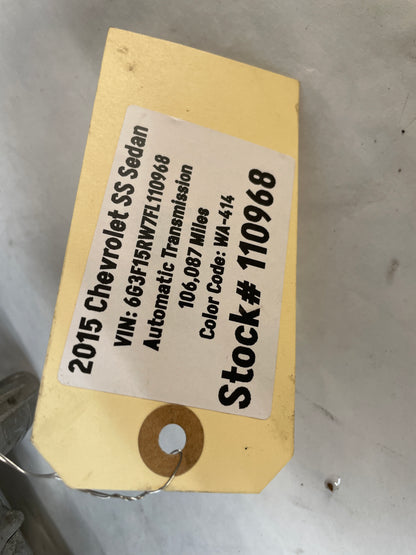 2015 Chevrolet SS Sedan
VIN: 6G3F15RW7FL110968
Automatic Transmission
106,087 Miles
Color Code: WA-414
Stock# 110968